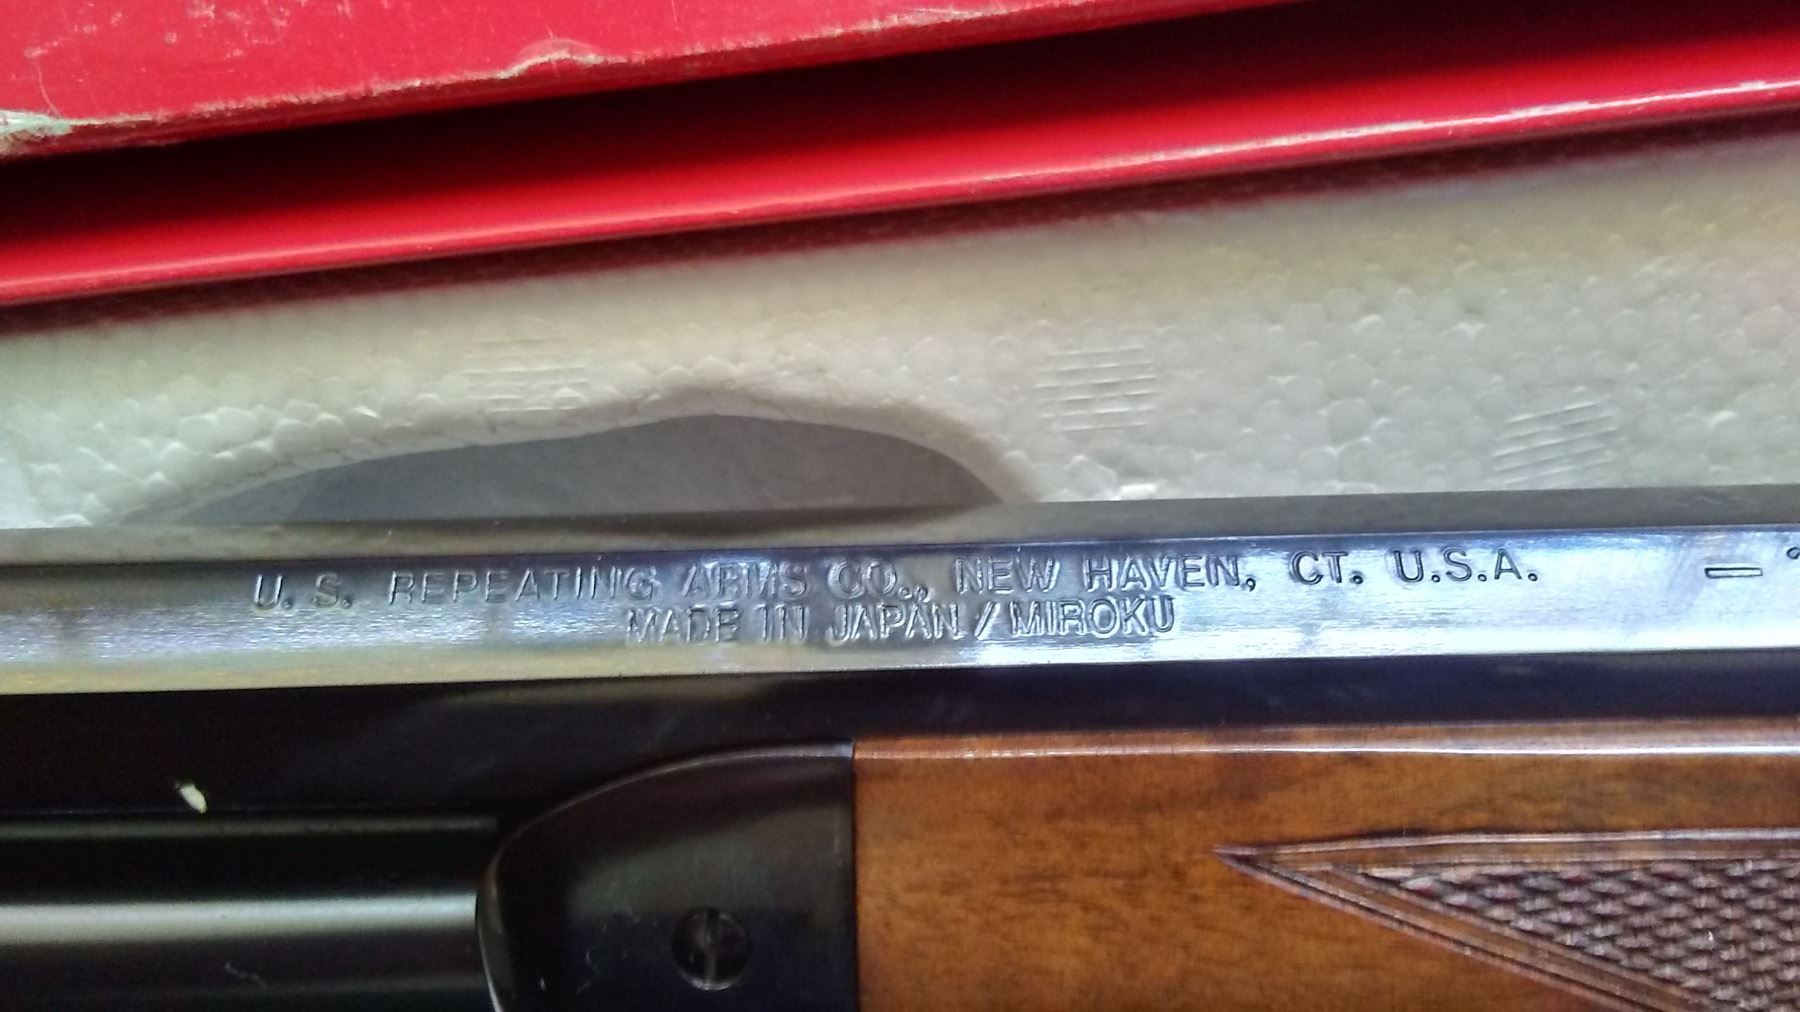 U. S. REPEATING ARMS CO., NEW HAVEN, CT. U.S.A. —
MADE IN JAPAN / MIROKU